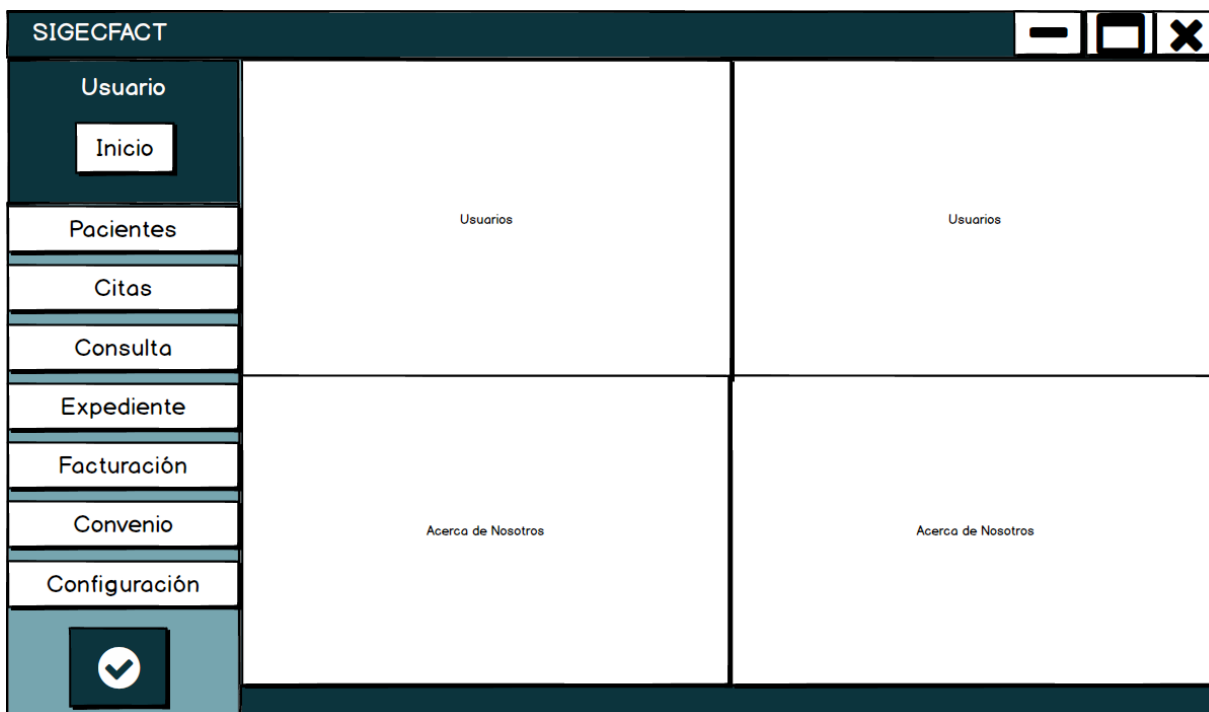 SIGECFACT
Usuario
Inicio
Pacientes
Citas
Consulta
Expediente
Facturación
Convenio
Configuración
Usuarios
Usuarios
Acerca de Nosotros
Acerca de Nosotros